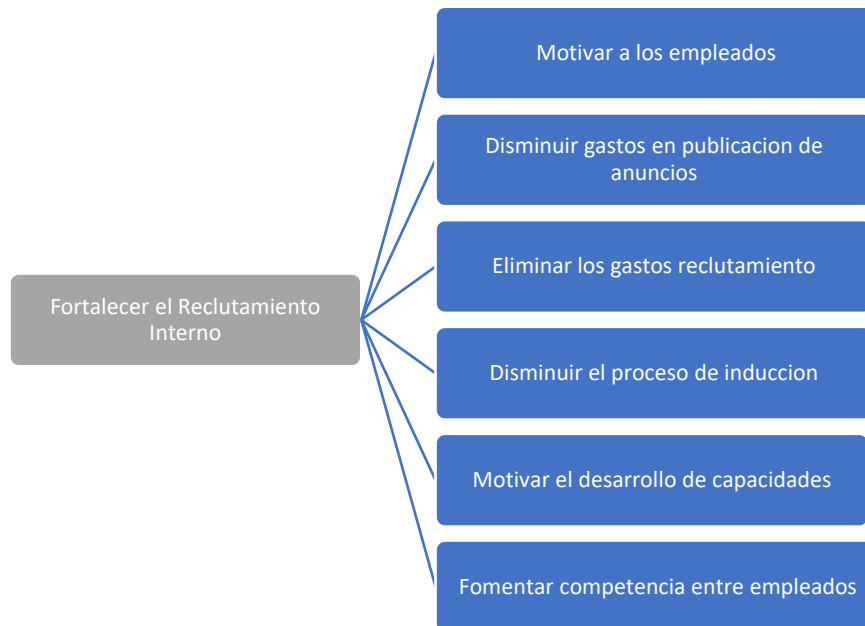 Motivar a los empleados
Disminuir gastos en publicacion de
anuncios
Eliminar los gastos reclutamiento
Fortalecer el Reclutamiento
Interno
Disminuir el proceso de induccion
Motivar el desarrollo de capacidades
Fomentar competencia entre empleados